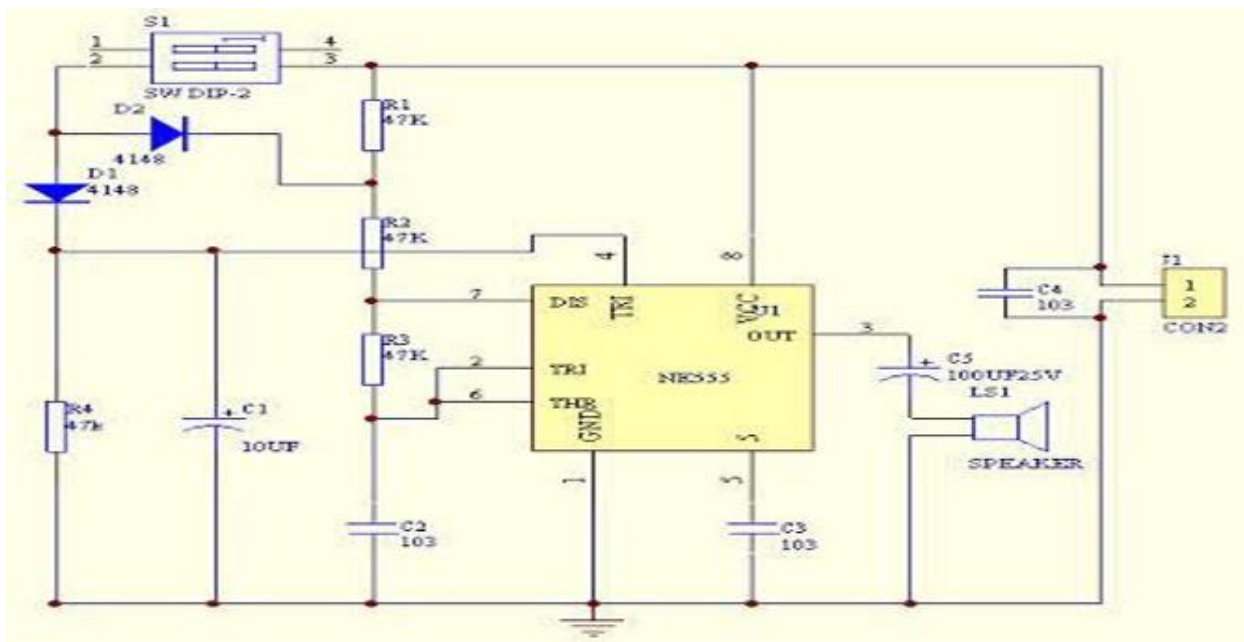 S1
1
4
2
3
SW DIP-2
D2
4148
D1
4148
R1
47K
R2
47K
4
8
7
DIS
TRI
VCC
U1
J1
1
2
CON2
C4
103
OUT
3
R3
47K
2
TRI
6
THR
NE555
C5
100UF25V
LS1
R4
47k
C1
10UF
GND
S
SPEAKER
1
5
C2
103
C3
103